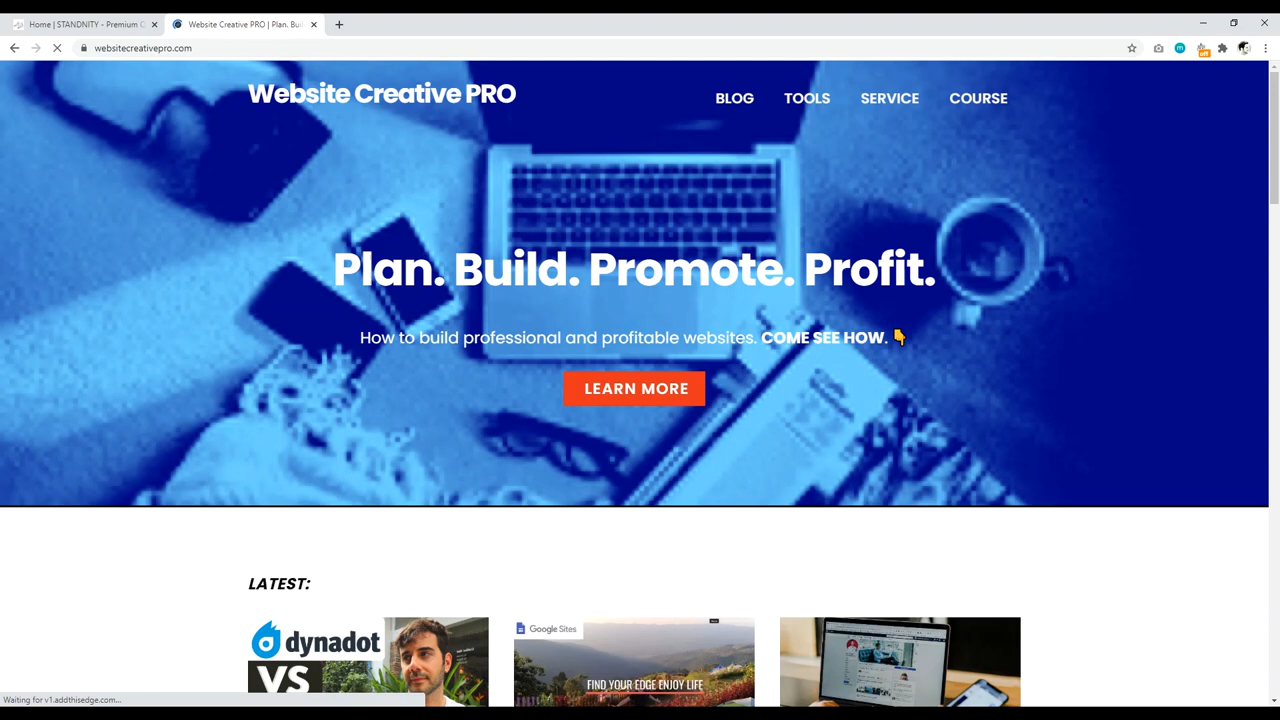 Home | STANDNITY - Premium
Website Creative PRO | Plan. Buil
websitecreativepro.com
off
Website Creative PRO
BLOG
TOOLS
SERVICE
COURSE
Plan. Build. Promote. Profit.
How to build professional and profitable websites. COME SEE HOW. 👇
LEARN MORE
LATEST:
dynadot
VS
Google Sites
FIND YOUR EDGE ENJOY LIFE
Waiting for v1.addthisedge.com...